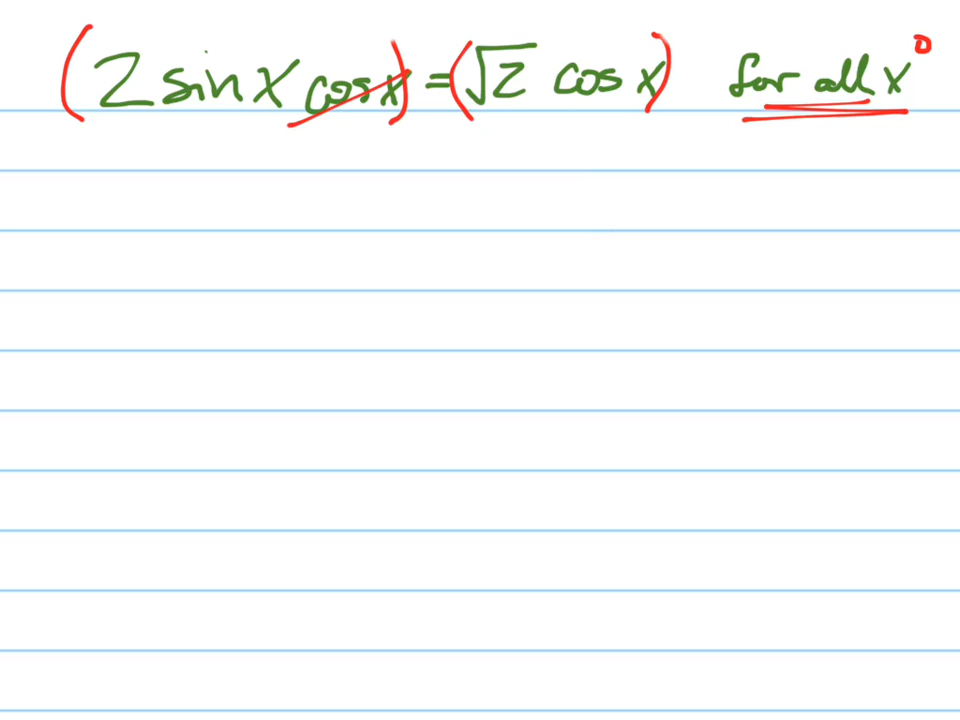 (2 sin x cos x) = (√2 cos x) for all x°